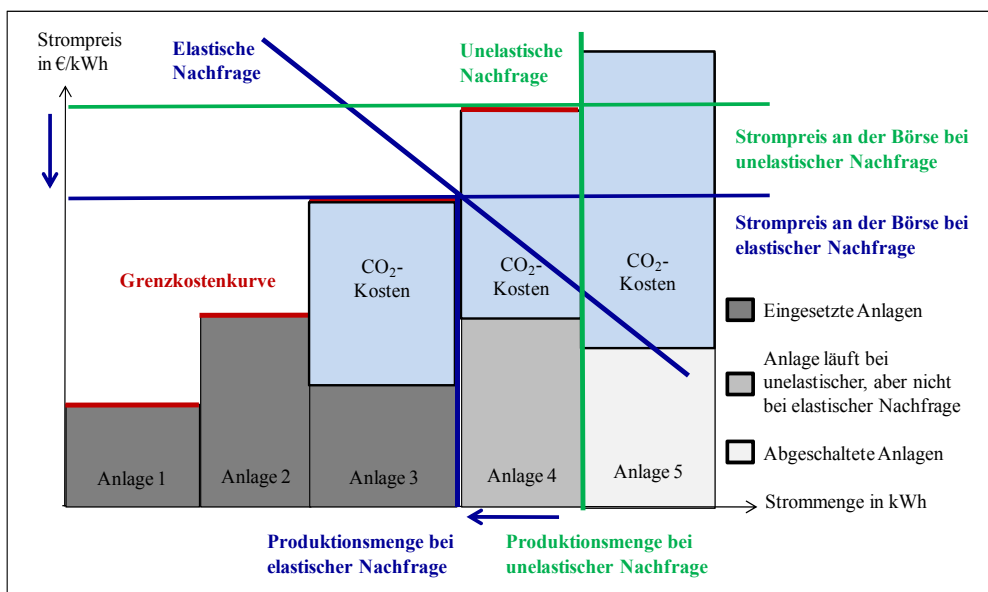 Strompreis
in €/kWh
Elastische
Nachfrage
Unelastische
Nachfrage
Strompreis an der Börse bei
unelastischer Nachfrage
Strompreis an der Börse bei
elastischer Nachfrage
Grenzkostenkurve
CO₂-
Kosten
CO₂-
Kosten
CO₂-
Kosten
Eingesetzte Anlagen
Anlage läuft bei
unelastischer, aber nicht
bei elastischer Nachfrage
Abgeschaltete Anlagen
Anlage 1
Anlage 2
Anlage 3
Anlage 4
Anlage 5
Strommenge in kWh
Produktionsmenge bei
elastischer Nachfrage
Produktionsmenge bei
unelastischer Nachfrage